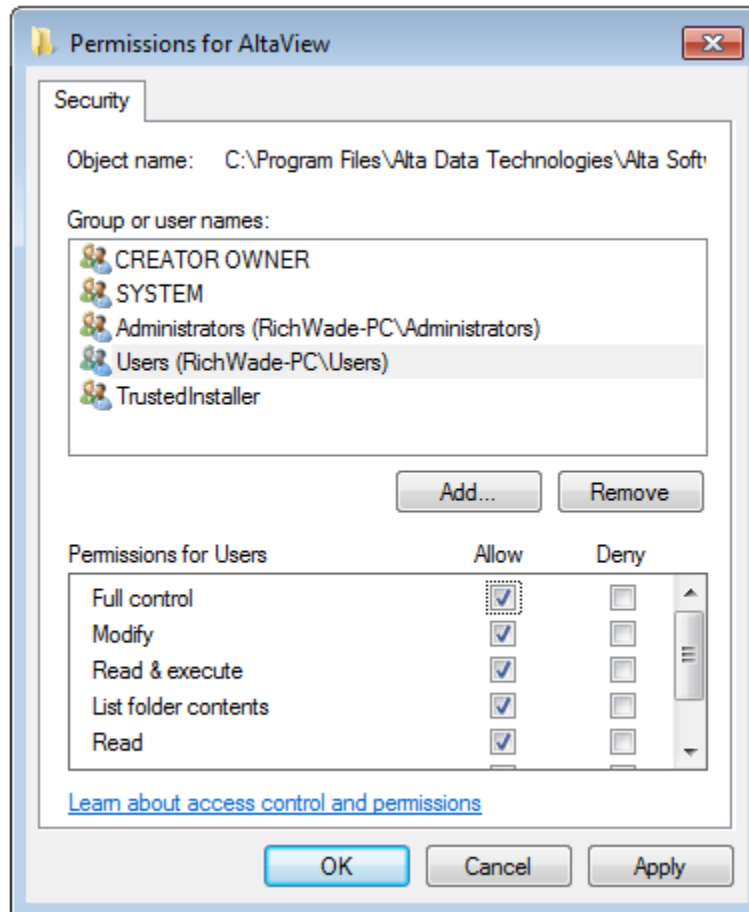 Permissions for AltaView
Security
Object name: C:\Program Files\Alta Data Technologies\Alta Soft
Group or user names:
CREATOR OWNER
SYSTEM
Administrators (RichWade-PC\Administrators)
Users (RichWade-PC\Users)
TrustedInstaller
Add... Remove
Permissions for Users Allow Deny
Full control
Modify
Read & execute
List folder contents
Read
Learn about access control and permissions
OK Cancel Apply